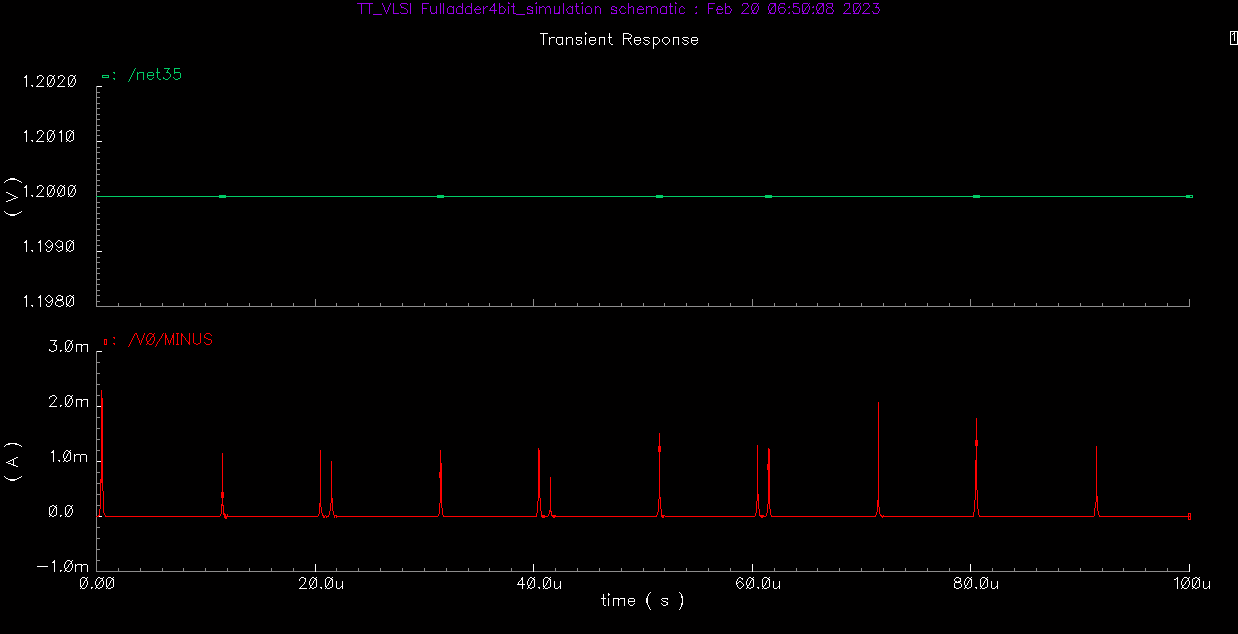 TT_VLSI Fulladder4bit_simulation schematic : Feb 20 06:50:08 2023
Transient Response
1
: /net35
1.2020
1.2010
1.2000
1.1990
1.1980
( V )
: /V0/MINUS
3.0m
2.0m
1.0m
0.0
-1.0m
( A )
0.00 20.0u 40.0u 60.0u 80.0u 100u
time ( s )